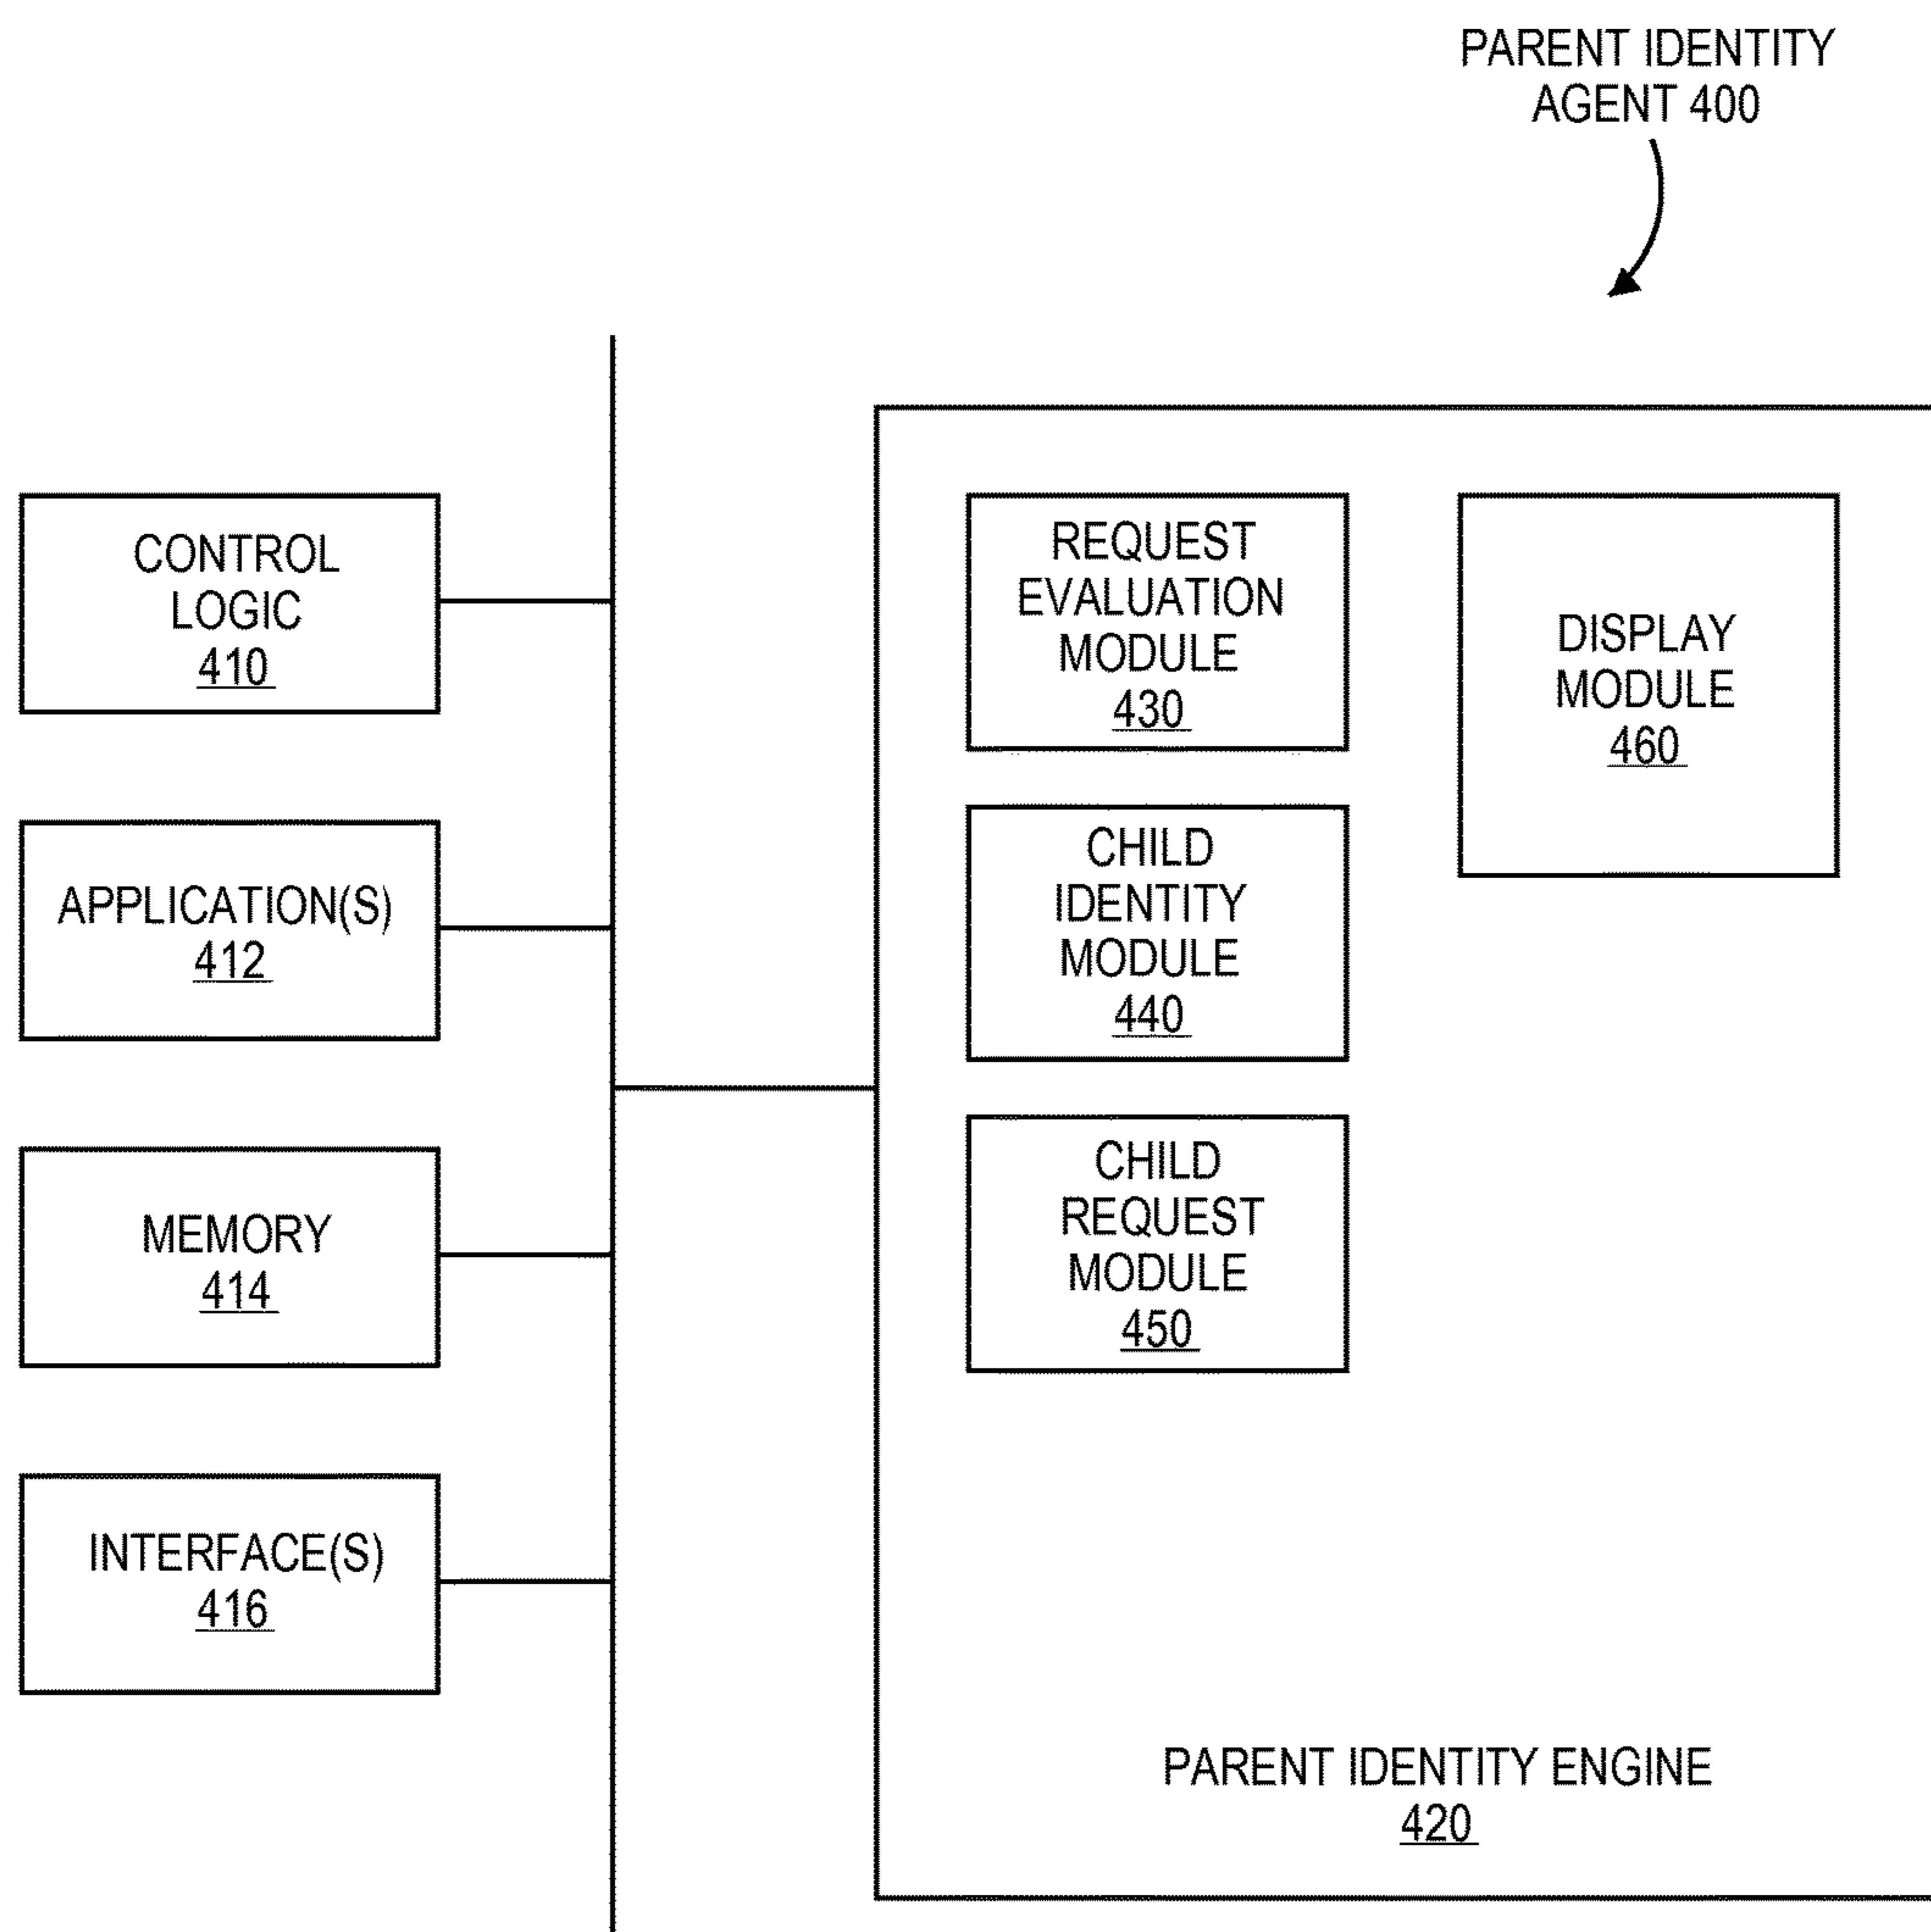 PARENT IDENTITY
AGENT 400
CONTROL
LOGIC
410
APPLICATION(S)
412
MEMORY
414
INTERFACE(S)
416
REQUEST
EVALUATION
MODULE
430
DISPLAY
MODULE
460
CHILD
IDENTITY
MODULE
440
CHILD
REQUEST
MODULE
450
PARENT IDENTITY ENGINE
420